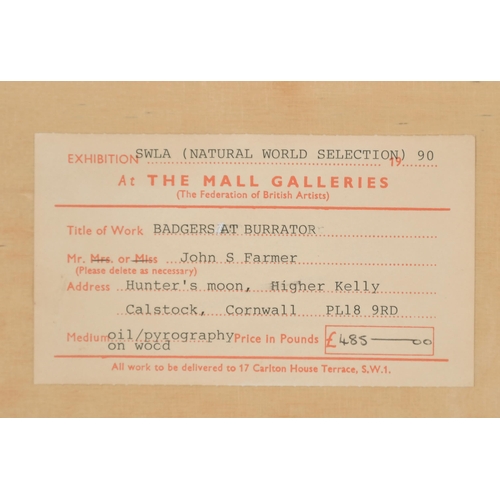 EXHIBITION SWLA (NATURAL WORLD SELECTION) 19 90
At THE MALL GALLERIES
(The Federation of British Artists)
Title of Work BADGERS AT BURRATOR
Mr. Mrs. or Miss John S Farmer
(Please delete as necessary)
Address Hunter's moon, Higher Kelly
Calstock, Cornwall PL18 9RD
Medium oil/pyrography on wood Price in Pounds £485—00
All work to be delivered to 17 Carlton House Terrace, S.W.1.